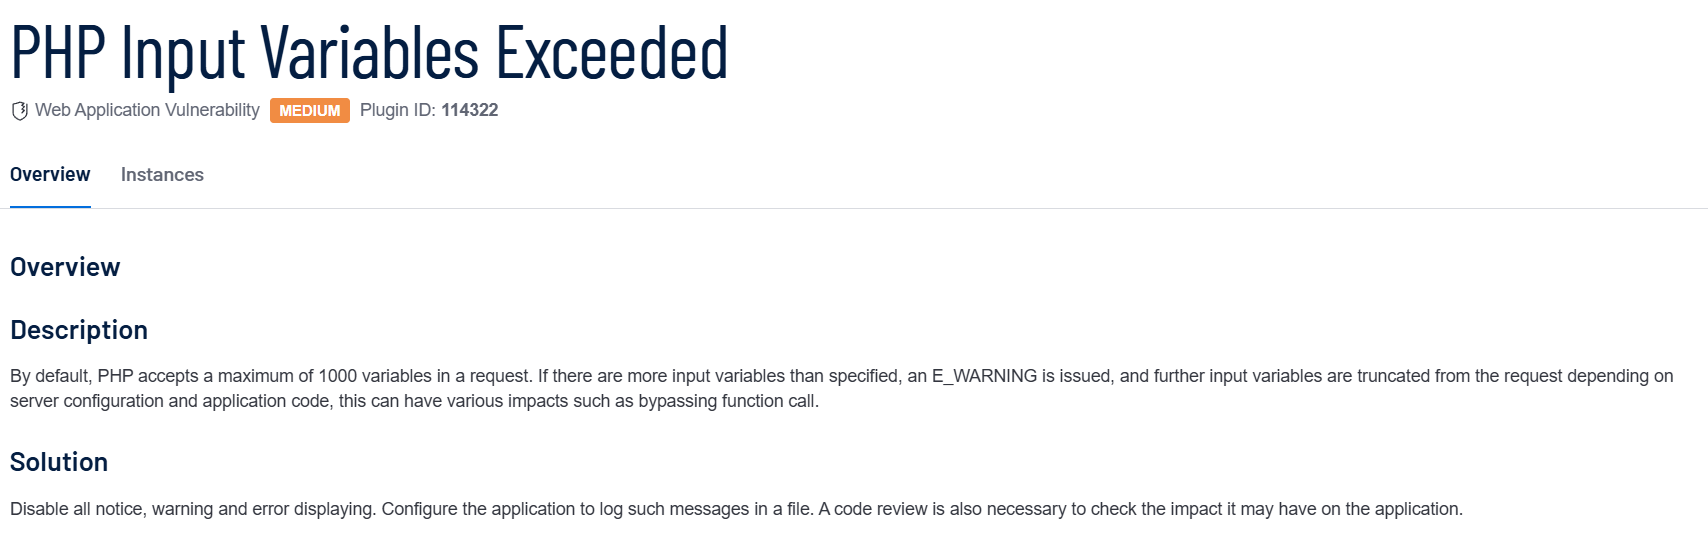 PHP Input Variables Exceeded
Web Application Vulnerability MEDIUM Plugin ID: 114322
Overview Instances
Overview
Description
By default, PHP accepts a maximum of 1000 variables in a request. If there are more input variables than specified, an E_WARNING is issued, and further input variables are truncated from the request depending on
server configuration and application code, this can have various impacts such as bypassing function call.
Solution
Disable all notice, warning and error displaying. Configure the application to log such messages in a file. A code review is also necessary to check the impact it may have on the application.